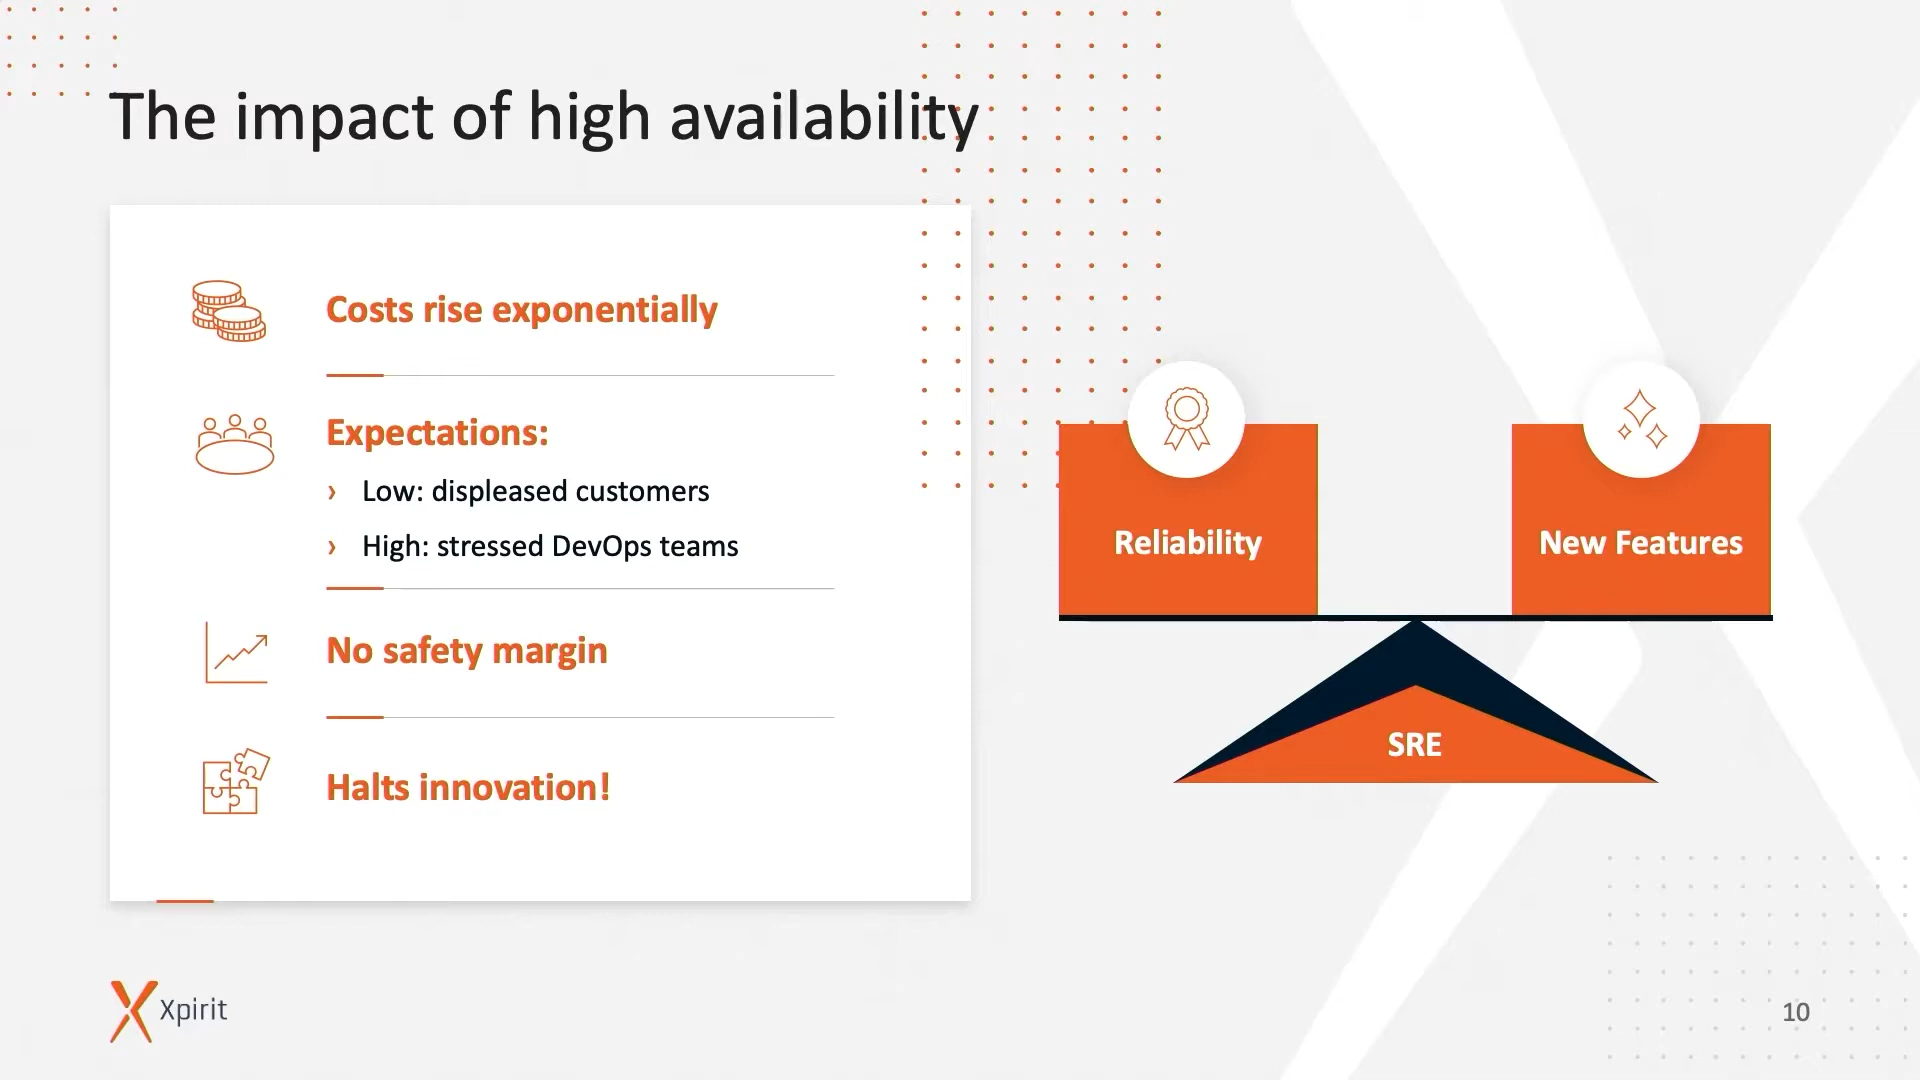 The impact of high availability
Costs rise exponentially
Expectations:
› Low: displeased customers
› High: stressed DevOps teams
No safety margin
Halts innovation!
Reliability
New Features
SRE
Xpirit
10